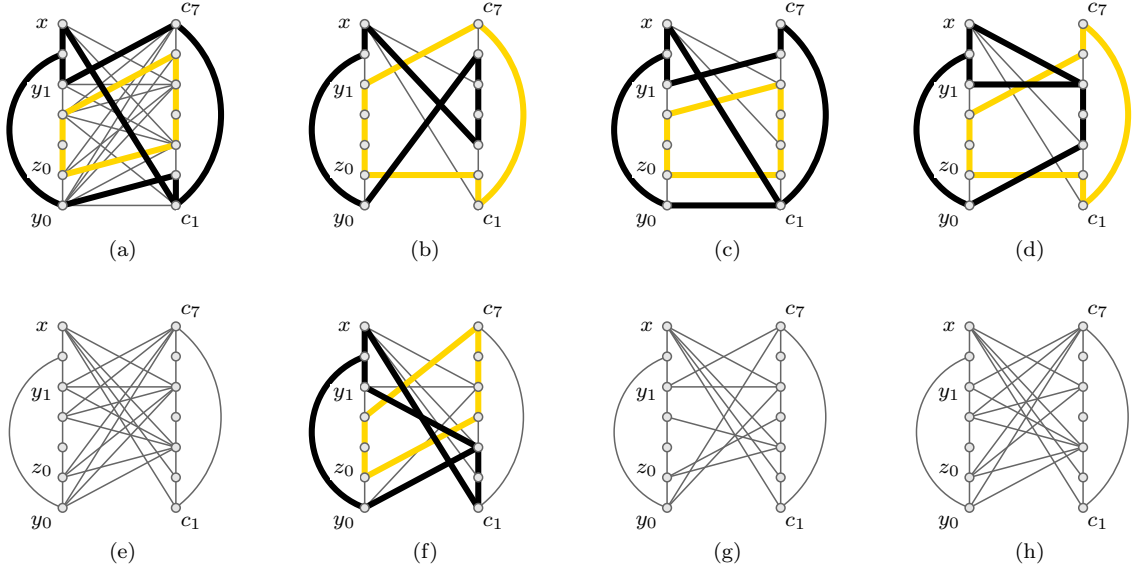 x c₇ x c₇ x c₇ x c₇
y₁ y₁ y₁ y₁
z₀ z₀ z₀ z₀
y₀ c₁ y₀ c₁ y₀ c₁ y₀ c₁
(a) (b) (c) (d)
x c₇ x c₇ x c₇ x c₇
y₁ y₁ y₁ y₁
z₀ z₀ z₀ z₀
y₀ c₁ y₀ c₁ y₀ c₁ y₀ c₁
(e) (f) (g) (h)